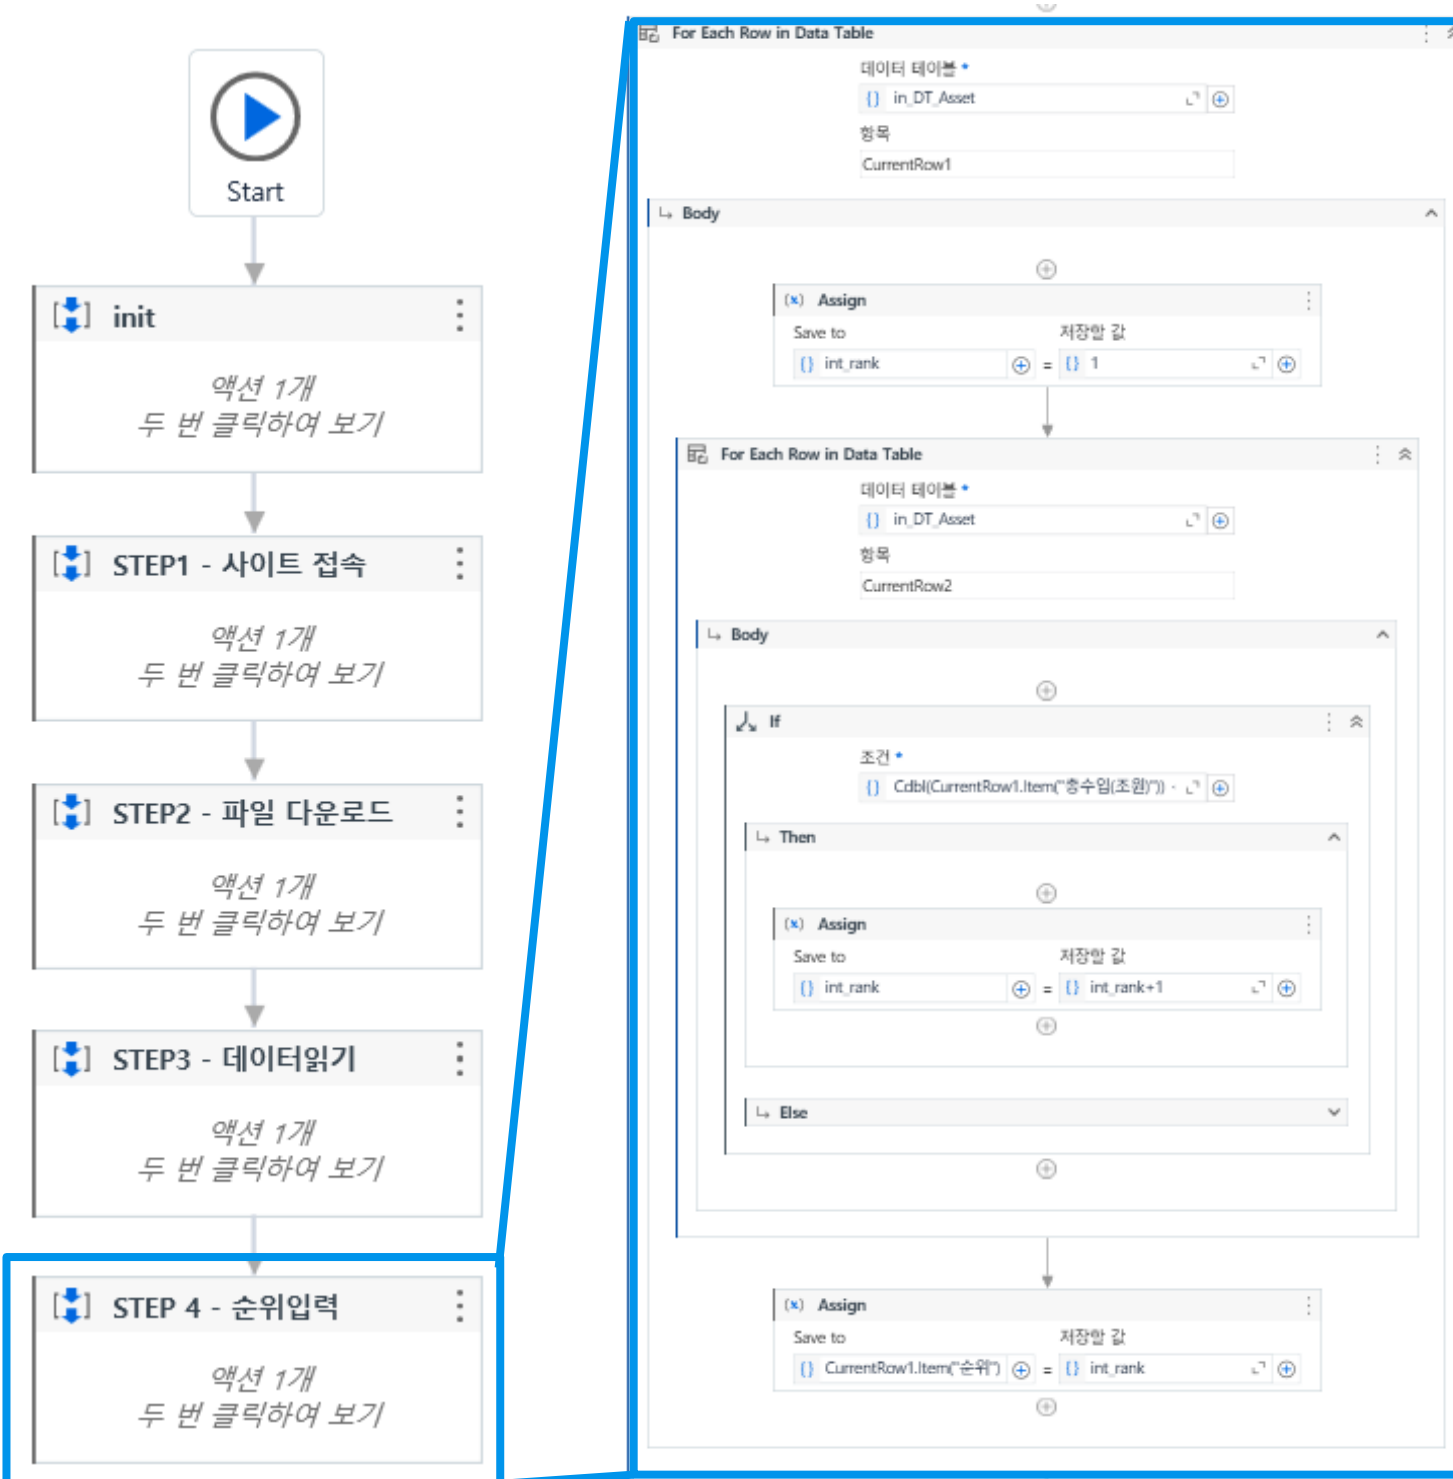 Start
init
액션 1개
두 번 클릭하여 보기
STEP1 - 사이트 접속
액션 1개
두 번 클릭하여 보기
STEP2 - 파일 다운로드
액션 1개
두 번 클릭하여 보기
STEP3 - 데이터읽기
액션 1개
두 번 클릭하여 보기
STEP 4 - 순위입력
액션 1개
두 번 클릭하여 보기
For Each Row in Data Table
데이터 테이블 *
{} in_DT_Asset
항목
CurrentRow1
Body
(x) Assign
Save to 저장할 값
{} int_rank = {} 1
For Each Row in Data Table
데이터 테이블 *
{} in_DT_Asset
항목
CurrentRow2
Body
If
조건 *
{} Cdbl(CurrentRow1.Item("총수입(조원)"))
Then
(x) Assign
Save to 저장할 값
{} int_rank = {} int_rank+1
Else
(x) Assign
Save to 저장할 값
{} CurrentRow1.Item("순위") = {} int_rank